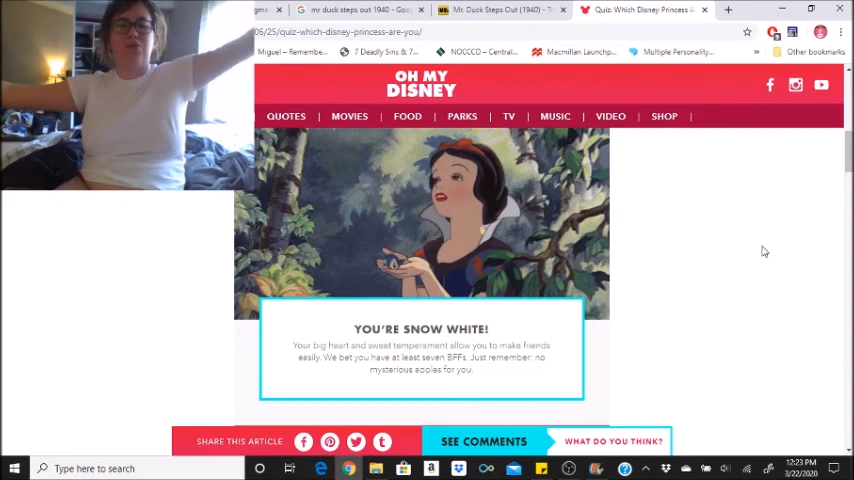 mr duck steps out 1940 - Goo
Mr. Duck Steps Out (1940) - Tr
Quiz: Which Disney Princess A
06/25/quiz-which-disney-princess-are-you/
Miguel – Remembe...
7 Deadly Sins & 7...
NOCCCD – Central...
Macmillan Launchp...
Multiple Personality...
Other bookmarks
OH MY
DISNEY
QUOTES | MOVIES | FOOD | PARKS | TV | MUSIC | VIDEO | SHOP |
YOU'RE SNOW WHITE!
Your big heart and sweet temperament allow you to make friends
easily. We bet you have at least seven BFFs. Just remember: no
mysterious apples for you.
SHARE THIS ARTICLE
SEE COMMENTS
WHAT DO YOU THINK?
Type here to search
12:23 PM
3/22/2020